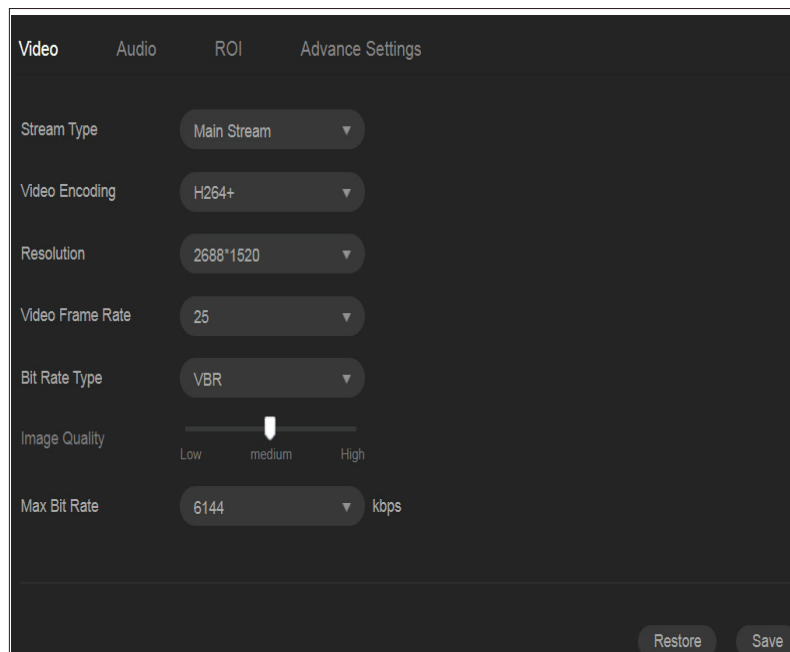 Video Audio ROI Advance Settings
Stream Type Main Stream
Video Encoding H264+
Resolution 2688*1520
Video Frame Rate 25
Bit Rate Type VBR
Image Quality
Low medium High
Max Bit Rate 6144 kbps
Restore Save